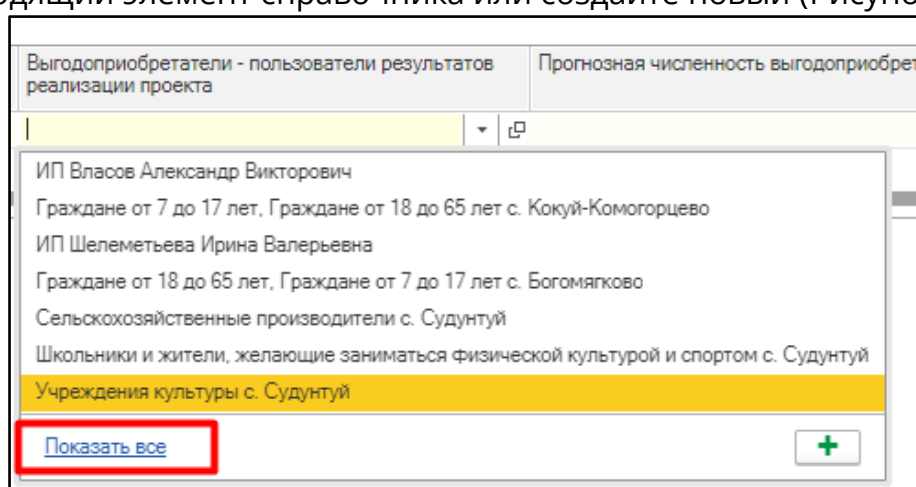 элемент справочника или создайте новый
Выгодоприобретатели - пользователи результатов
реализации проекта
Прогнозная численность
ИП Власов Александр Викторович
Граждане от 7 до 17 лет, Граждане от 18 до 65 лет с. Кокуй-Комогорцево
ИП Шелеметьева Ирина Валерьевна
Граждане от 18 до 65 лет, Граждане от 7 до 17 лет с. Богомягково
Сельскохозяйственные производители с. Судунтуй
Школьники и жители, желающие заниматься физической культурой и спортом с. Судунтуй
Учреждения культуры с. Судунтуй
Показать все